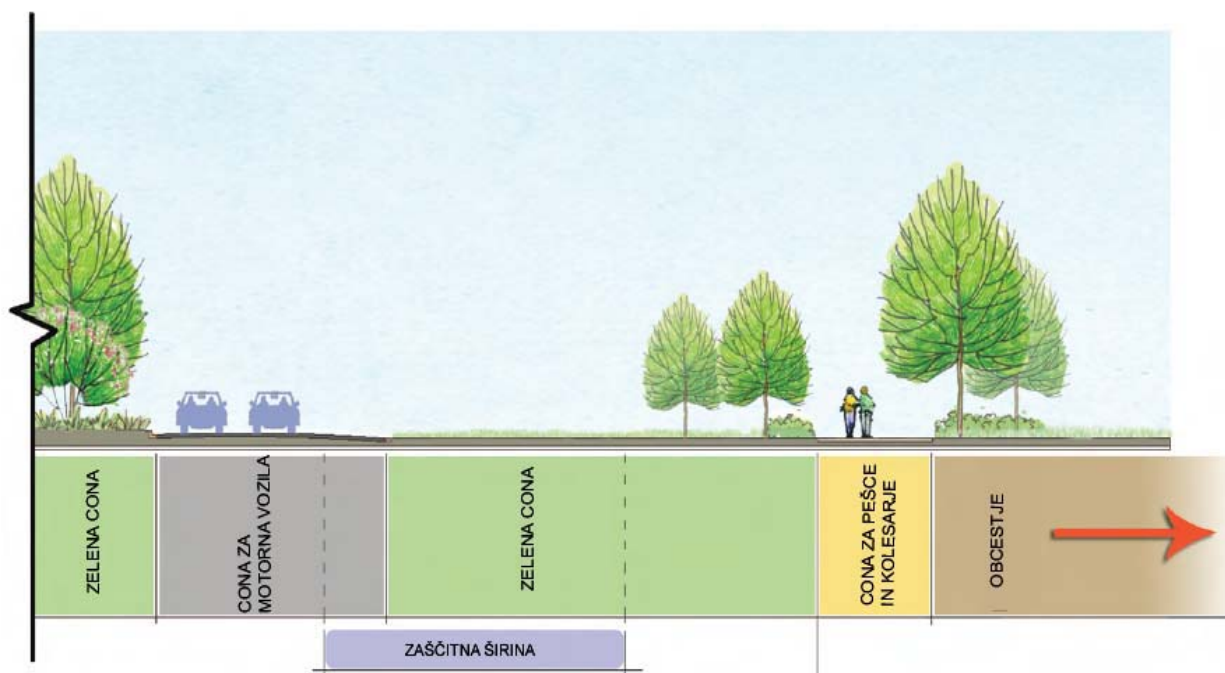 ZELENA CONA
CONA ZA
MOTORNA VOZILA
ZELENA CONA
CONA ZA PEŠCE
IN KOLESARJE
OBCESTJE
ZAŠČITNA ŠIRINA